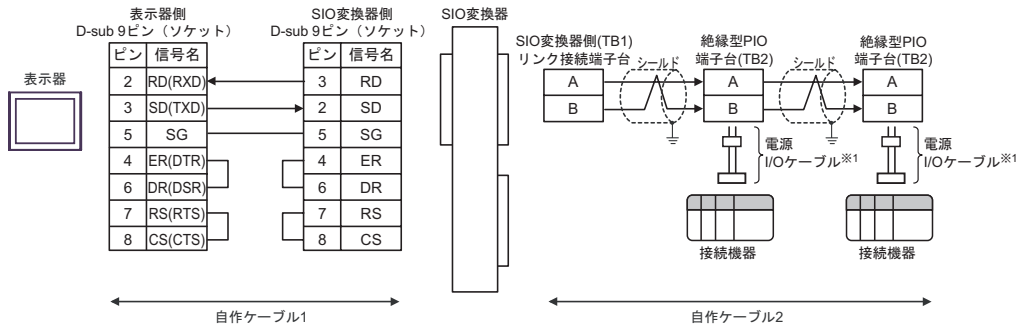 表示器
表示器側
D-sub 9ピン（ソケット）
ピン 信号名
2 RD(RXD)
3 SD(TXD)
5 SG
4 ER(DTR)
6 DR(DSR)
7 RS(RTS)
8 CS(CTS)
SIO変換器側
D-sub 9ピン（ソケット）
ピン 信号名
3 RD
2 SD
5 SG
4 ER
6 DR
7 RS
8 CS
自作ケーブル1
SIO変換器
SIO変換器側(TB1)
リンク接続端子台
A
B
シールド
絶縁型PIO
端子台(TB2)
A
B
電源
I/Oケーブル※1
接続機器
シールド
絶縁型PIO
端子台(TB2)
A
B
電源
I/Oケーブル※1
接続機器
自作ケーブル2